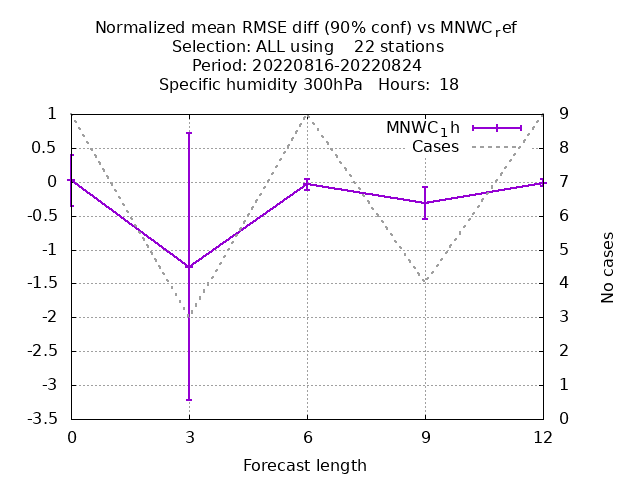 Normalized mean RMSE diff (90% conf) vs MNWCref
Selection: ALL using 22 stations
Period: 20220816-20220824
Specific humidity 300hPa Hours: 18
1
0.5
0
-0.5
-1
-1.5
-2
-2.5
-3
-3.5
9
8
7
6
5
4
3
2
1
0
MNWC1h
Cases
No cases
0 3 6 9 12
Forecast length